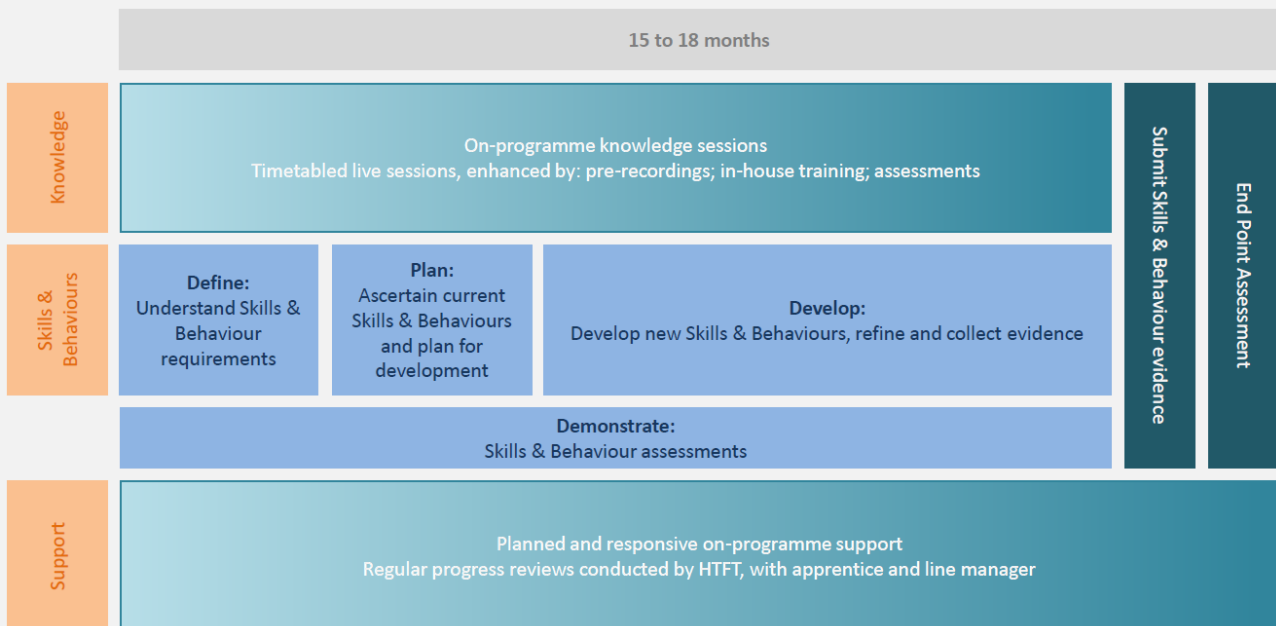 15 to 18 months
Knowledge
On-programme knowledge sessions
Timetabled live sessions, enhanced by: pre-recordings; in-house training; assessments
Skills &
Behaviours
Define:
Understand Skills &
Behaviour
requirements
Plan:
Ascertain current
Skills & Behaviours
and plan for
development
Develop:
Develop new Skills & Behaviours, refine and collect evidence
Demonstrate:
Skills & Behaviour assessments
Submit Skills & Behaviour evidence
End Point Assessment
Support
Planned and responsive on-programme support
Regular progress reviews conducted by HTFT, with apprentice and line manager